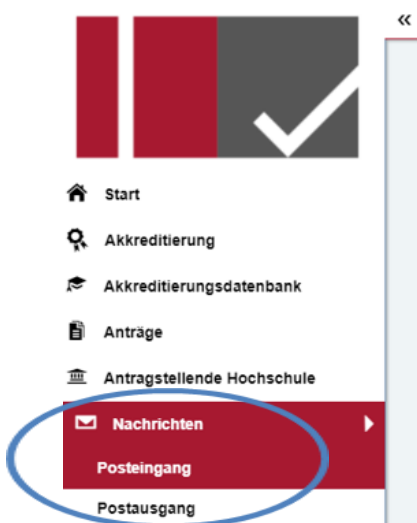 «
Start
Akkreditierung
Akkreditierungsdatenbank
Anträge
Antragstellende Hochschule
Nachrichten
Posteingang
Postausgang